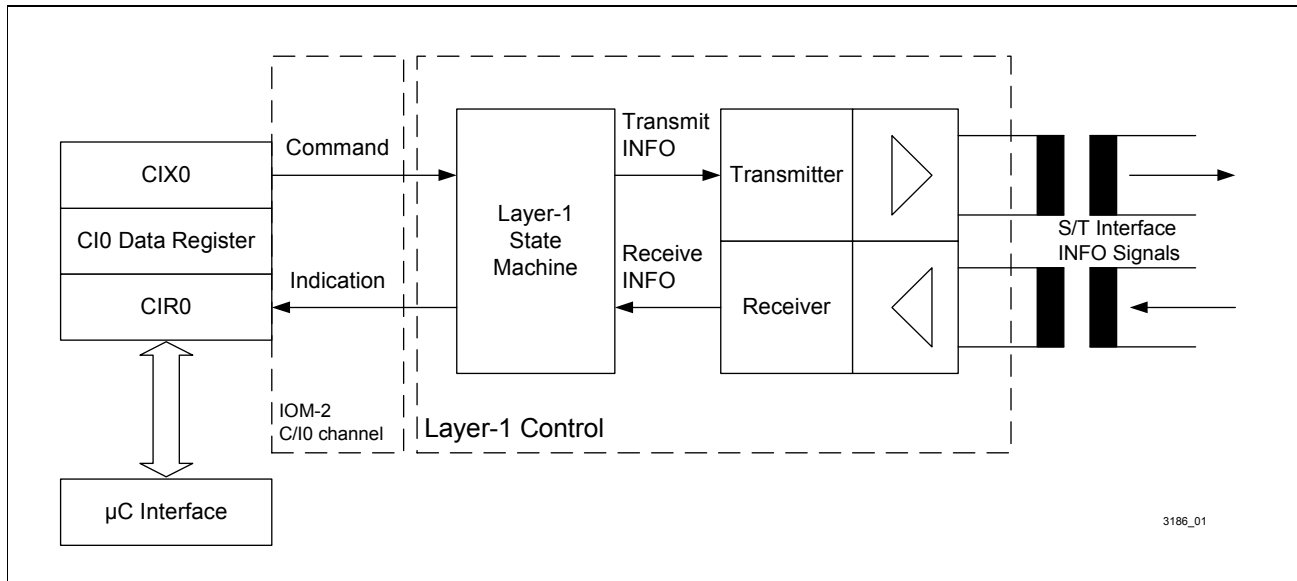 CIX0
CI0 Data Register
CIR0
µC Interface
Command
Indication
IOM-2
C/I0 channel
Layer-1
State
Machine
Transmit
INFO
Receive
INFO
Transmitter
Receiver
Layer-1 Control
S/T Interface
INFO Signals
3186_01